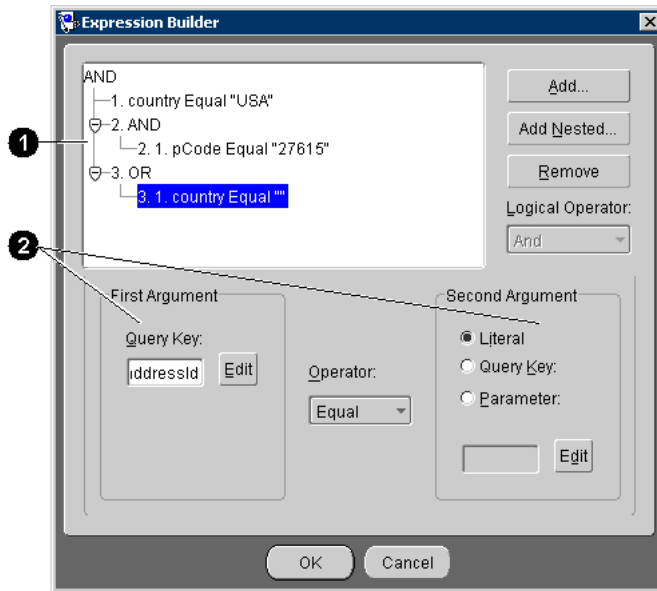 Expression Builder
AND
1. country Equal "USA"
2. AND
2. 1. pCode Equal "27615"
3. OR
3. 1. country Equal ""
Add...
Add Nested...
Remove
Logical Operator:
And
1
2
First Argument
Query Key:
ddressId
Edit
Operator:
Equal
Second Argument
Literal
Query Key:
Parameter:
Edit
OK
Cancel